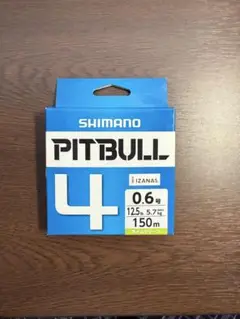 SHIMANO
PITBULL
4
IZANAS
0.6号
12.5lb 5.7kg
150m